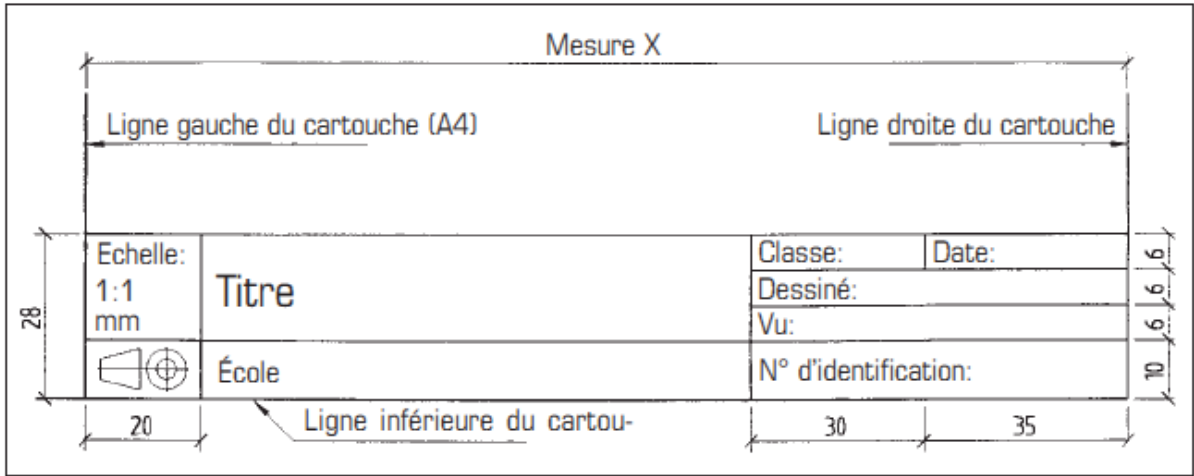 Mesure X
Ligne gauche du cartouche (A4)
Ligne droite du cartouche
Echelle:
1:1
mm
Titre
Classe:
Date:
Dessiné:
Vu:
École
N° d'identification:
28
6
6
6
10
20
Ligne inférieure du cartou-
30
35